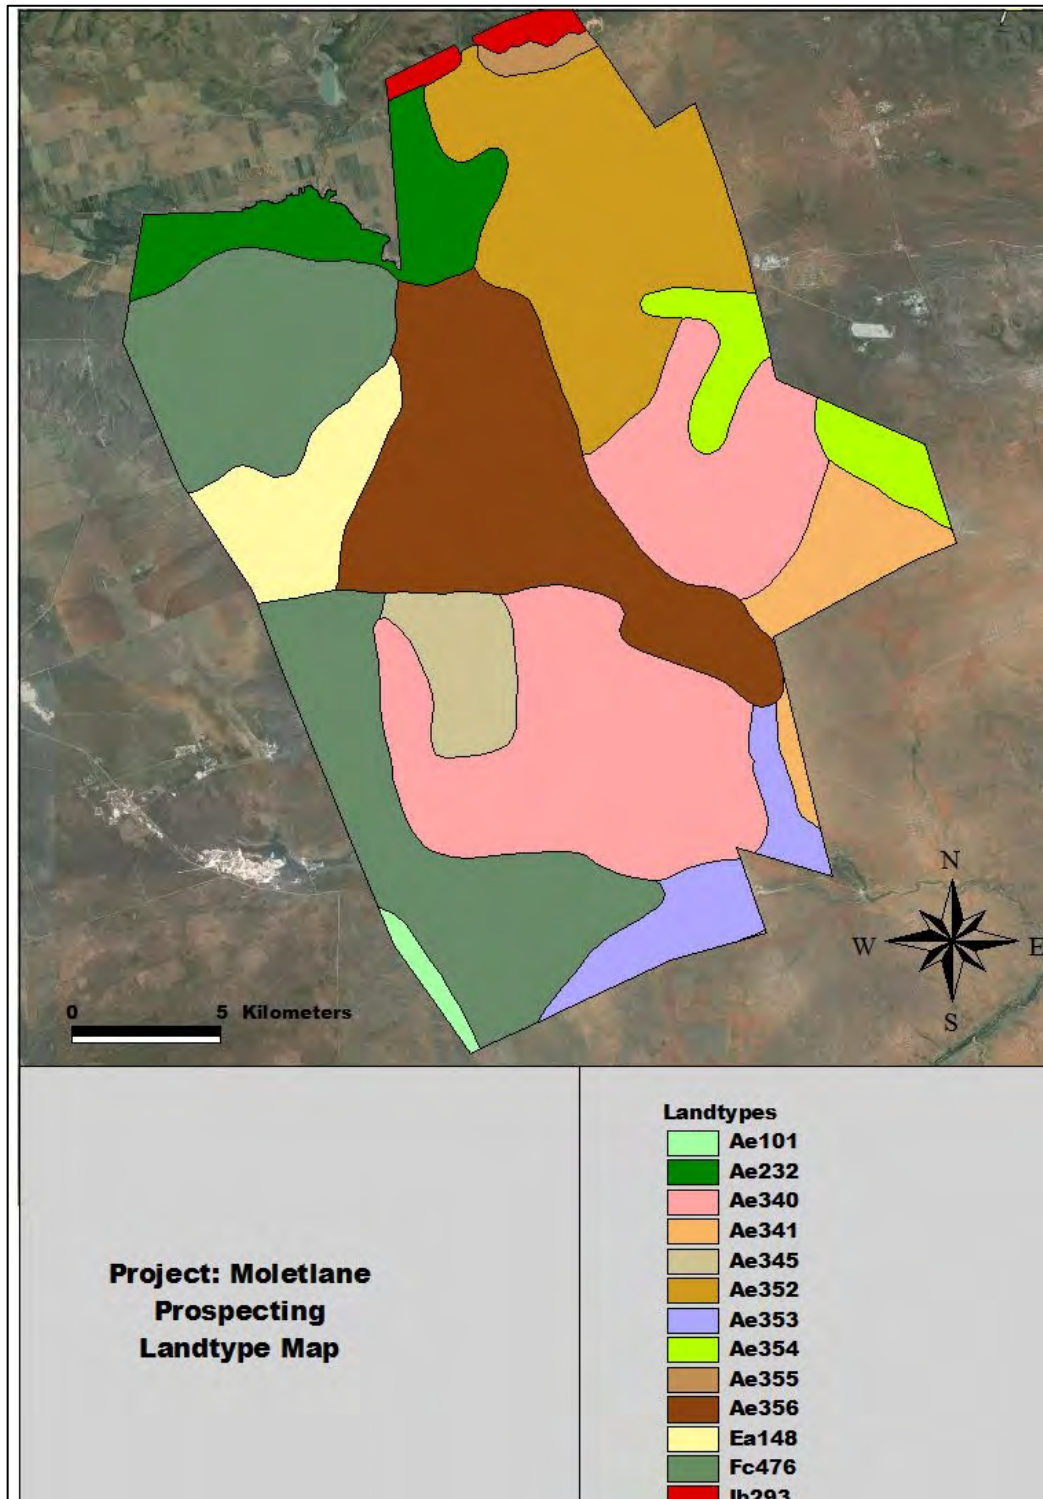 N
W
E
S
0 5 Kilometers
Project: Moletlane
Prospecting
Landtype Map
Landtypes
Ae101
Ae232
Ae340
Ae341
Ae345
Ae352
Ae353
Ae354
Ae355
Ae356
Ea148
Fc476
Ib293